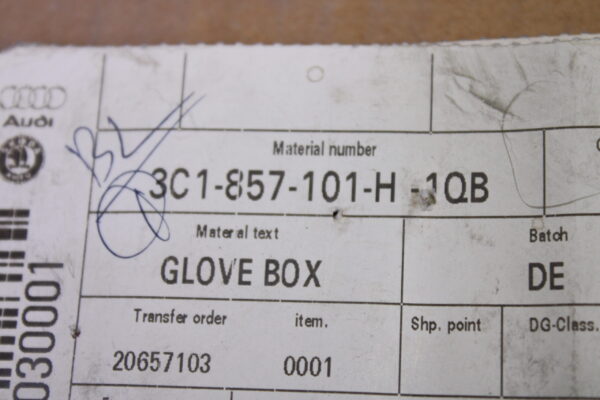 Audi
Material number
3C1-857-101-H -1QB
Material text
GLOVE BOX
Batch
DE
Transfer order
20657103
item.
0001
Shp. point
DG-Class.
030001